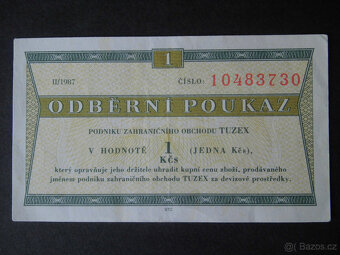 1
II/1987 ČÍSLO: 10483730
ODBĚRNÍ POUKAZ
PODNIKU ZAHRANIČNÍHO OBCHODU TUZEX
V HODNOTĚ 1 (JEDNA Kčs),
Kčs
který opravňuje jeho držitele uhradit kupní cenu zboží, prodávaného
jménem podniku zahraničního obchodu TUZEX za devizové prostředky.
Bazos.cz